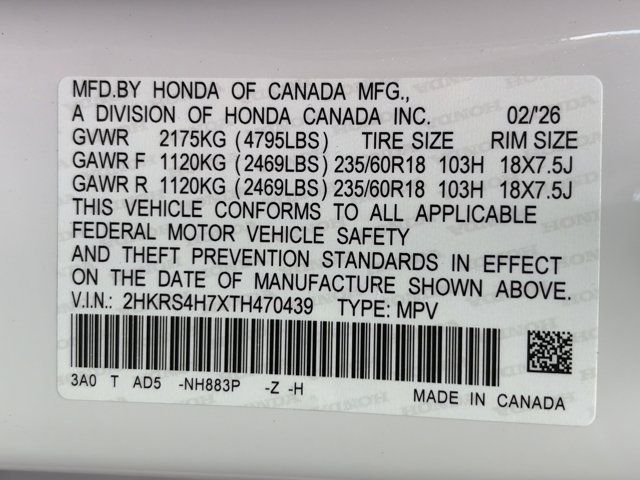 MFD.BY HONDA OF CANADA MFG.,
A DIVISION OF HONDA CANADA INC. 02/'26
GVWR 2175KG (4795LBS) TIRE SIZE RIM SIZE
GAWR F 1120KG (2469LBS) 235/60R18 103H 18X7.5J
GAWR R 1120KG (2469LBS) 235/60R18 103H 18X7.5J
THIS VEHICLE CONFORMS TO ALL APPLICABLE
FEDERAL MOTOR VEHICLE SAFETY
AND THEFT PREVENTION STANDARDS IN EFFECT
ON THE DATE OF MANUFACTURE SHOWN ABOVE.
V.I.N.: 2HKRS4H7XTH470439 TYPE: MPV
3A0 T AD5 -NH883P -Z -H
MADE IN CANADA